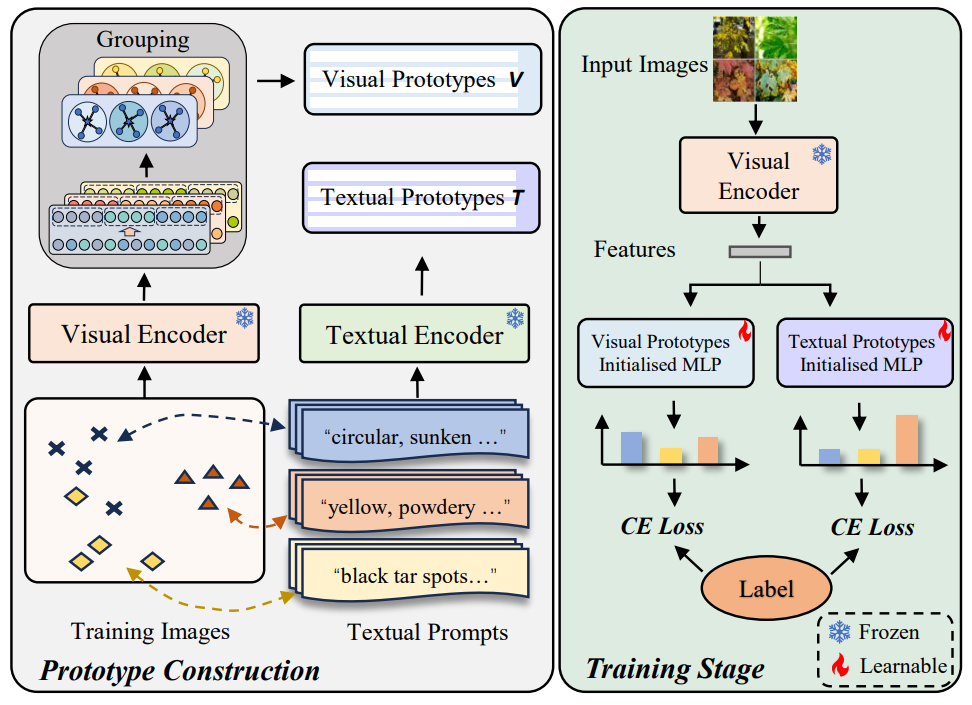 Grouping
Visual Prototypes V
Textual Prototypes T
Visual Encoder
Textual Encoder
"circular, sunken …"
"yellow, powdery …"
"black tar spots…"
Training Images
Textual Prompts
Prototype Construction
Input Images
Visual
Encoder
Features
Visual Prototypes
Initialised MLP
Textual Prototypes
Initialised MLP
CE Loss
CE Loss
Label
Frozen
Learnable
Training Stage